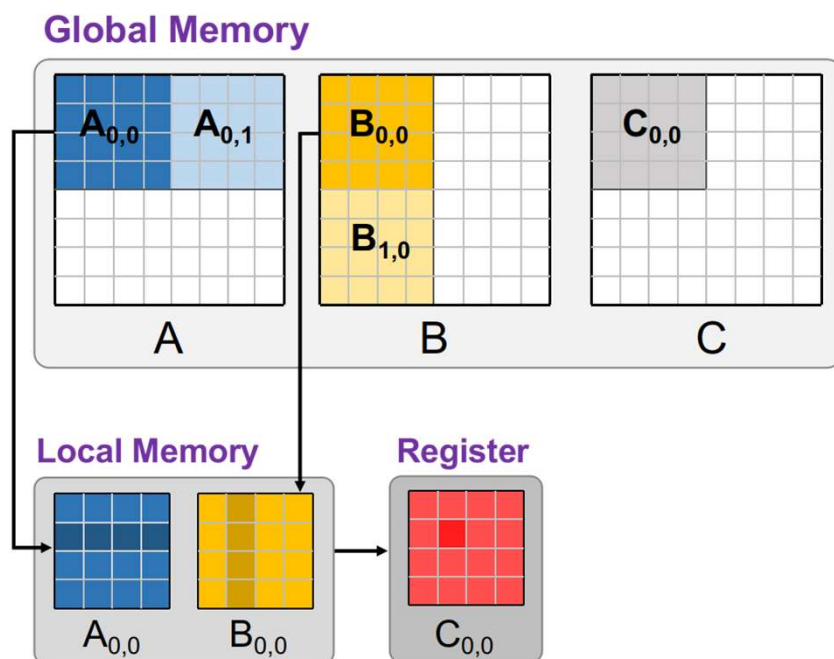 Global Memory
A0,0 A0,1 B0,0 C0,0
B1,0
A B C
Local Memory Register
A0,0 B0,0 C0,0